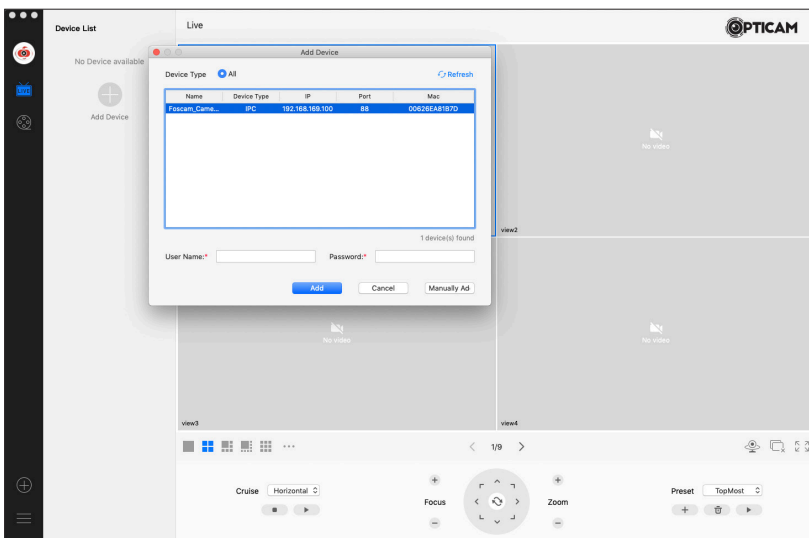 Device List
Live
OPTICAM
No Device available
Add Device
LIVE
Add Device
Device Type All Refresh
Name Device Type IP Port Mac
Foscam_Came... IPC 192.168.169.100 88 00626EA81B7D
1 device(s) found
User Name:* Password:*
Add Cancel Manually Ad
No video
view2
No video
No video
view3
view4
1/9
Cruise Horizontal
Focus
Zoom
Preset TopMost